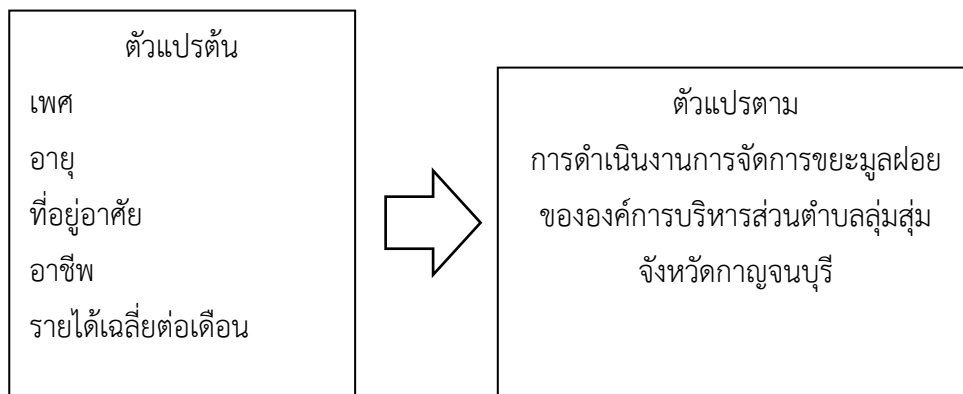 ตัวแปรต้น
เพศ
อายุ
ที่อยู่อาศัย
อาชีพ
รายได้เฉลี่ยต่อเดือน
ตัวแปรตาม
การดำเนินงานการจัดการขยะมูลฝอย
ขององค์การบริหารส่วนตำบลลุ่มสุ่ม
จังหวัดกาญจนบุรี